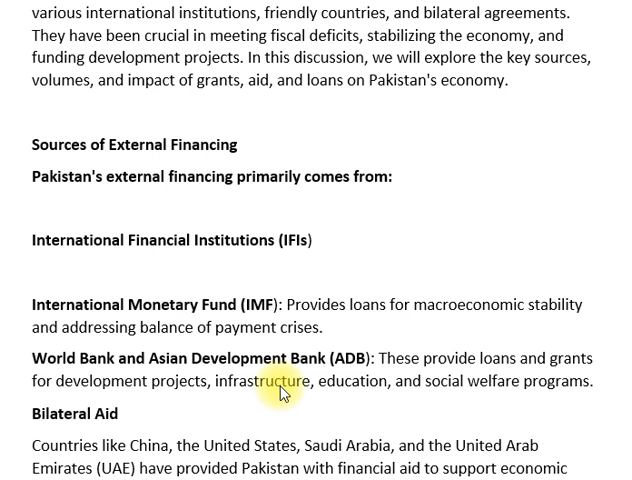 various international institutions, friendly countries, and bilateral agreements.
They have been crucial in meeting fiscal deficits, stabilizing the economy, and
funding development projects. In this discussion, we will explore the key sources,
volumes, and impact of grants, aid, and loans on Pakistan's economy.
Sources of External Financing
Pakistan's external financing primarily comes from:
International Financial Institutions (IFIs)
International Monetary Fund (IMF): Provides loans for macroeconomic stability
and addressing balance of payment crises.
World Bank and Asian Development Bank (ADB): These provide loans and grants
for development projects, infrastructure, education, and social welfare programs.
Bilateral Aid
Countries like China, the United States, Saudi Arabia, and the United Arab
Emirates (UAE) have provided Pakistan with financial aid to support economic